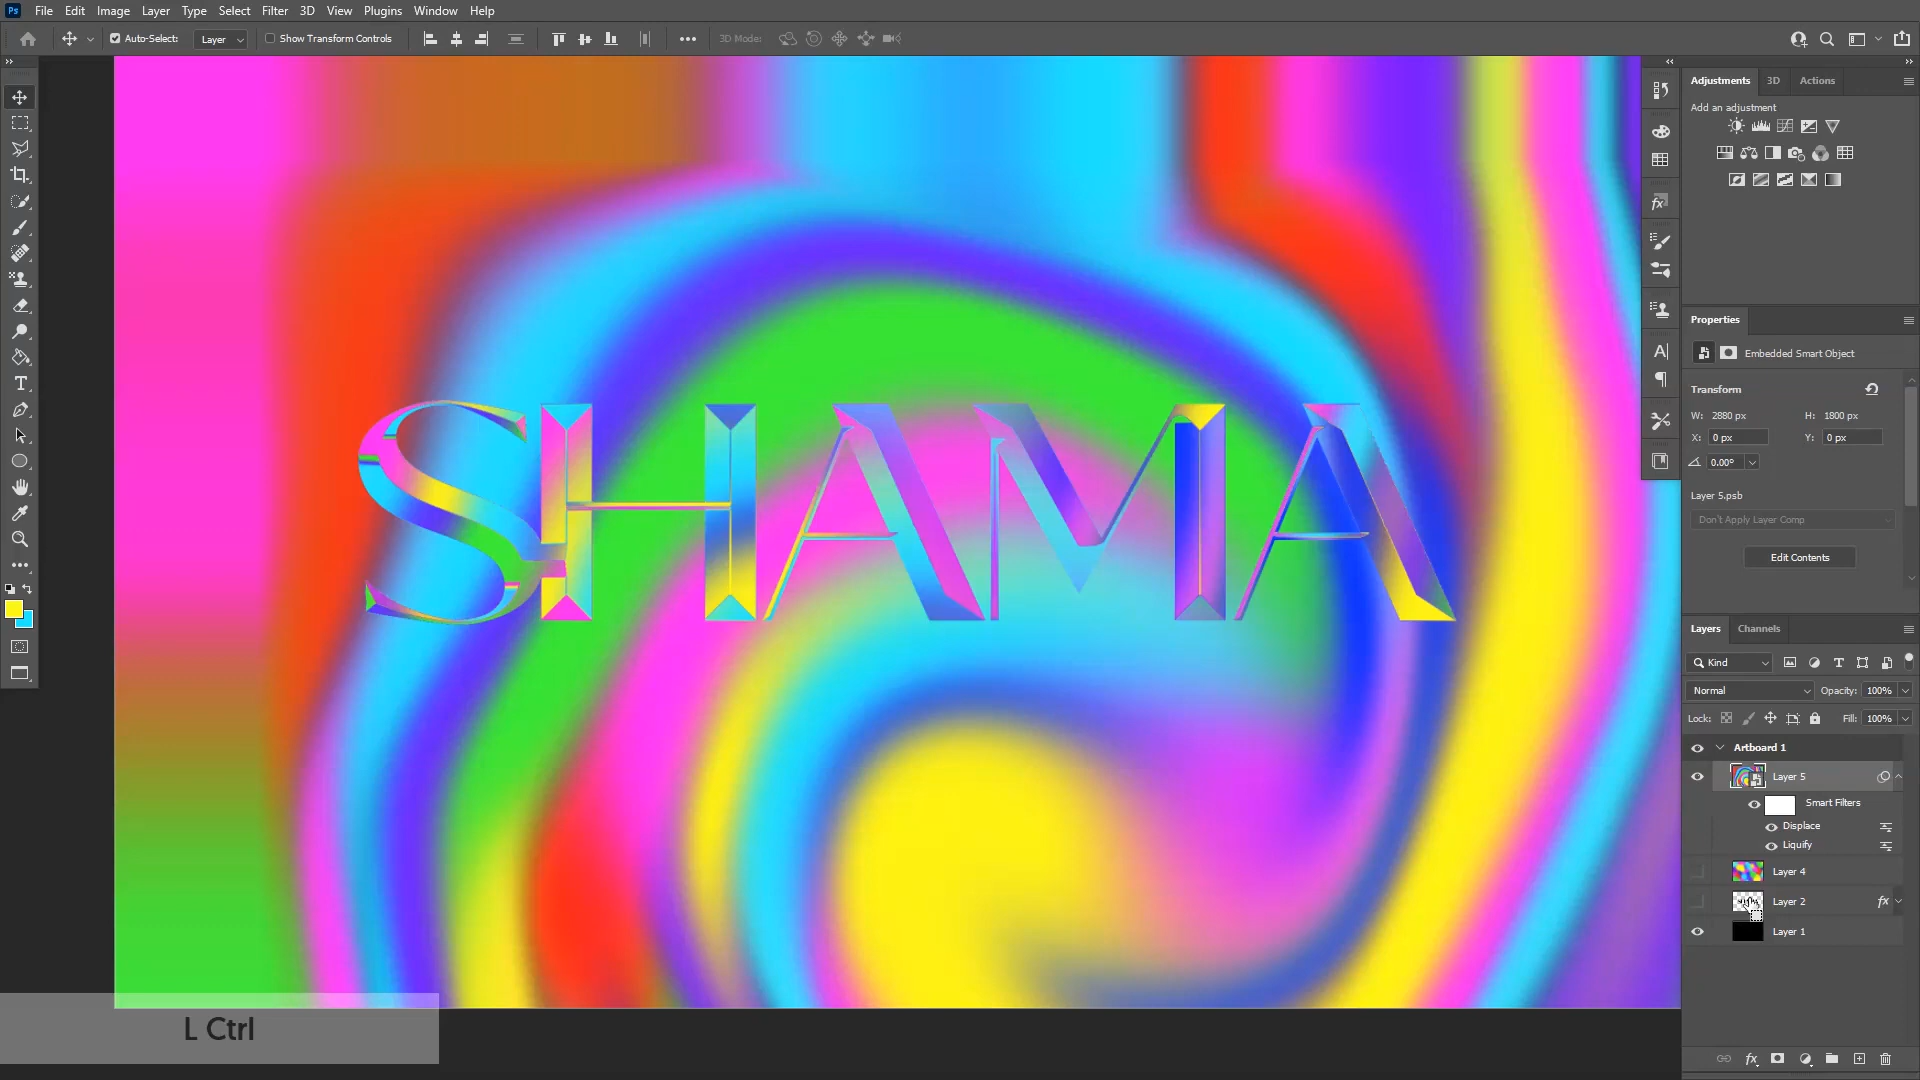 Ps File Edit Image Layer Type Select Filter 3D View Plugins Window Help
Auto-Select: Layer Show Transform Controls 3D Mode:
Adjustments 3D Actions
Add an adjustment
Properties
Embedded Smart Object
Transform
W: 2880 px H: 1800 px
X: 0 px Y: 0 px
0.00°
Layer 5.psb
Don't Apply Layer Comp
Edit Contents
SHAMA
Layers Channels
Kind
Normal Opacity: 100%
Lock: Fill: 100%
Artboard 1
Layer 5
Smart Filters
Displace
Liquify
Layer 4
Layer 2 fx
Layer 1
L Ctrl